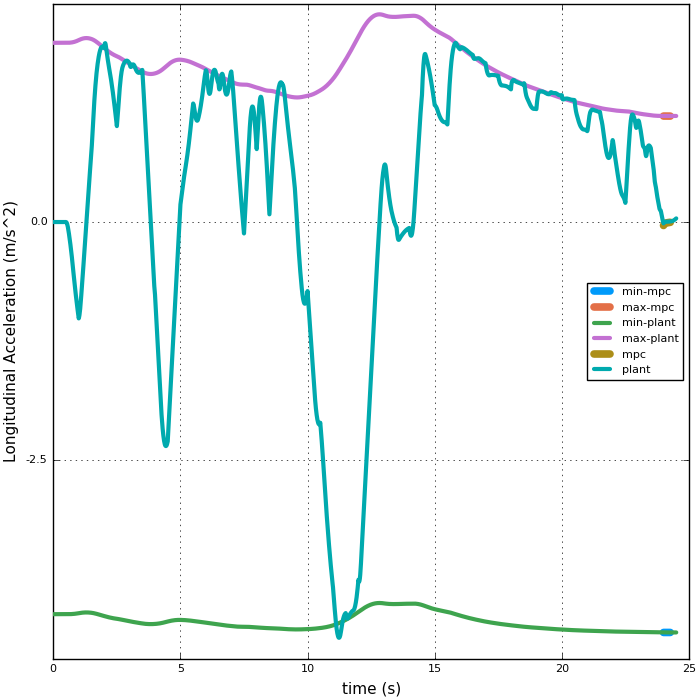 Longitudinal Acceleration (m/s^2)
0.0
-2.5
min-mpc
max-mpc
min-plant
max-plant
mpc
plant
0 5 10 15 20 25
time (s)